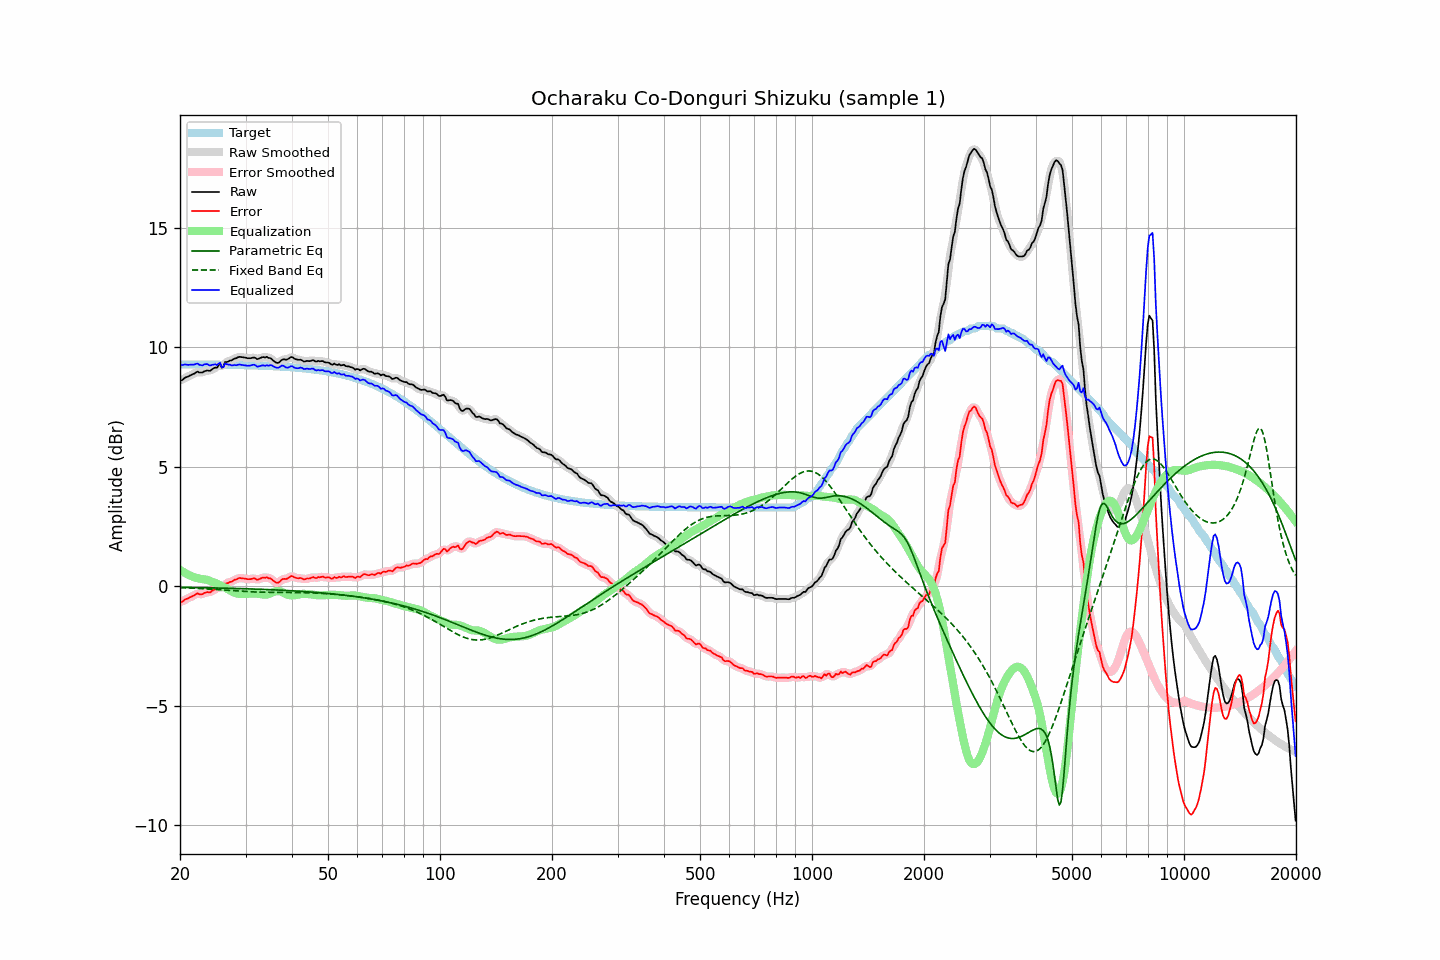 Ocharaku Co-Donguri Shizuku (sample 1)
Target
Raw Smoothed
Error Smoothed
Raw
Error
Equalization
Parametric Eq
Fixed Band Eq
Equalized
Amplitude (dBr)
15
10
5
0
−5
−10
20
50
100
200
500
1000
2000
5000
10000
20000
Frequency (Hz)